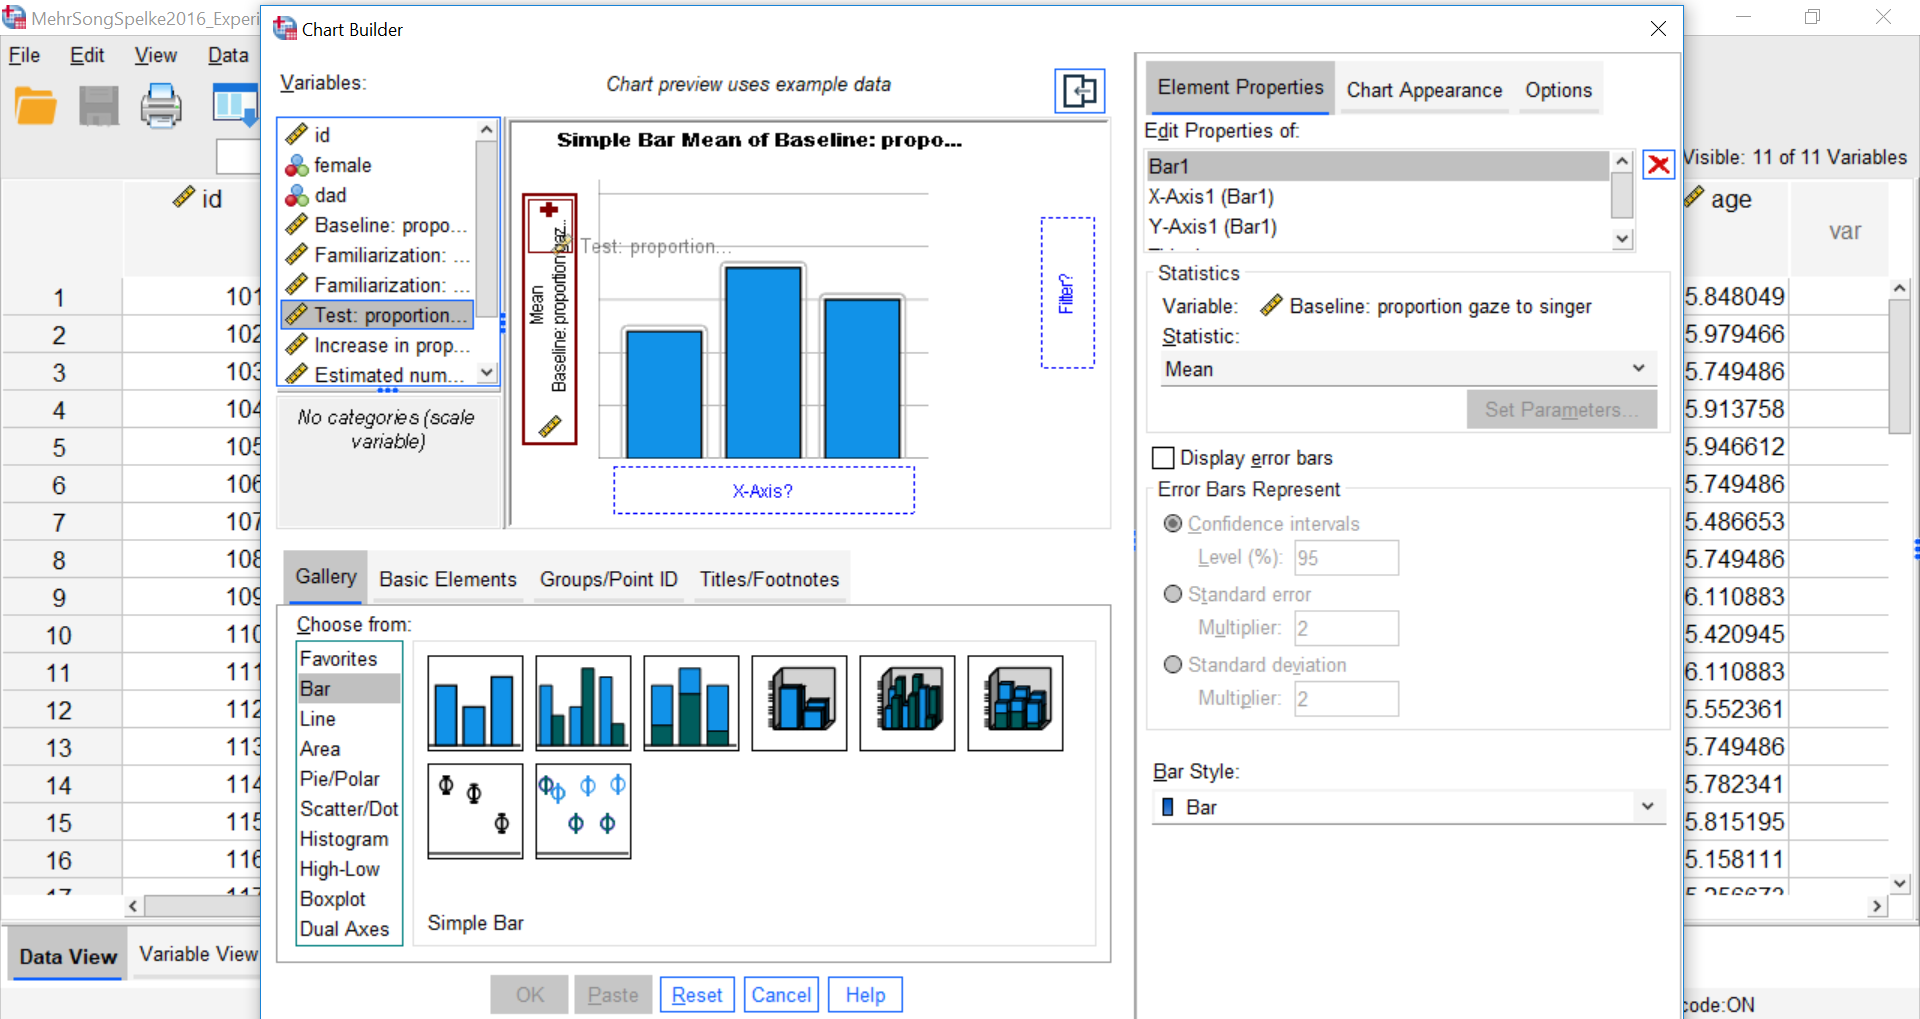 MehrSongSpelke2016_Experi
Chart Builder
File Edit View Data
Variables:
Chart preview uses example data
id
female
dad
Baseline: propo...
Familiarization: ...
Familiarization: ...
Test: proportion...
Increase in prop...
Estimated num...
No categories (scale
variable)
Simple Bar Mean of Baseline: propo...
Mean
Baseline: proportion gaz...
Test: proportion...
Filter?
X-Axis?
Gallery Basic Elements Groups/Point ID Titles/Footnotes
Choose from:
Favorites
Bar
Line
Area
Pie/Polar
Scatter/Dot
Histogram
High-Low
Boxplot
Dual Axes
Simple Bar
OK Paste Reset Cancel Help
Element Properties Chart Appearance Options
Edit Properties of:
Bar1
X-Axis1 (Bar1)
Y-Axis1 (Bar1)
Statistics
Variable: Baseline: proportion gaze to singer
Statistic:
Mean
Set Parameters...
Display error bars
Error Bars Represent
Confidence intervals
Level (%): 95
Standard error
Multiplier: 2
Standard deviation
Multiplier: 2
Bar Style:
Bar
Visible: 11 of 11 Variables
id age var
1 101 5.848049
2 102 5.979466
3 103 5.749486
4 104 5.913758
5 105 5.946612
6 106 5.749486
7 107 5.486653
8 108 5.749486
9 109 6.110883
10 110 5.420945
11 111 6.110883
12 112 5.552361
13 113 5.749486
14 114 5.782341
15 115 5.815195
16 116 5.158111
17 117 5.256673
Data View Variable View
code:ON